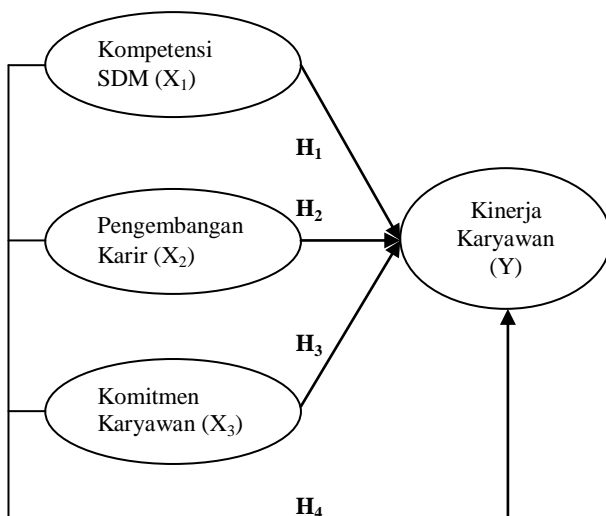 Kompetensi
SDM (X₁)
H₁
H₂
Pengembangan
Karir (X₂)
Kinerja
Karyawan
(Y)
H₃
Komitmen
Karyawan (X₃)
H₄